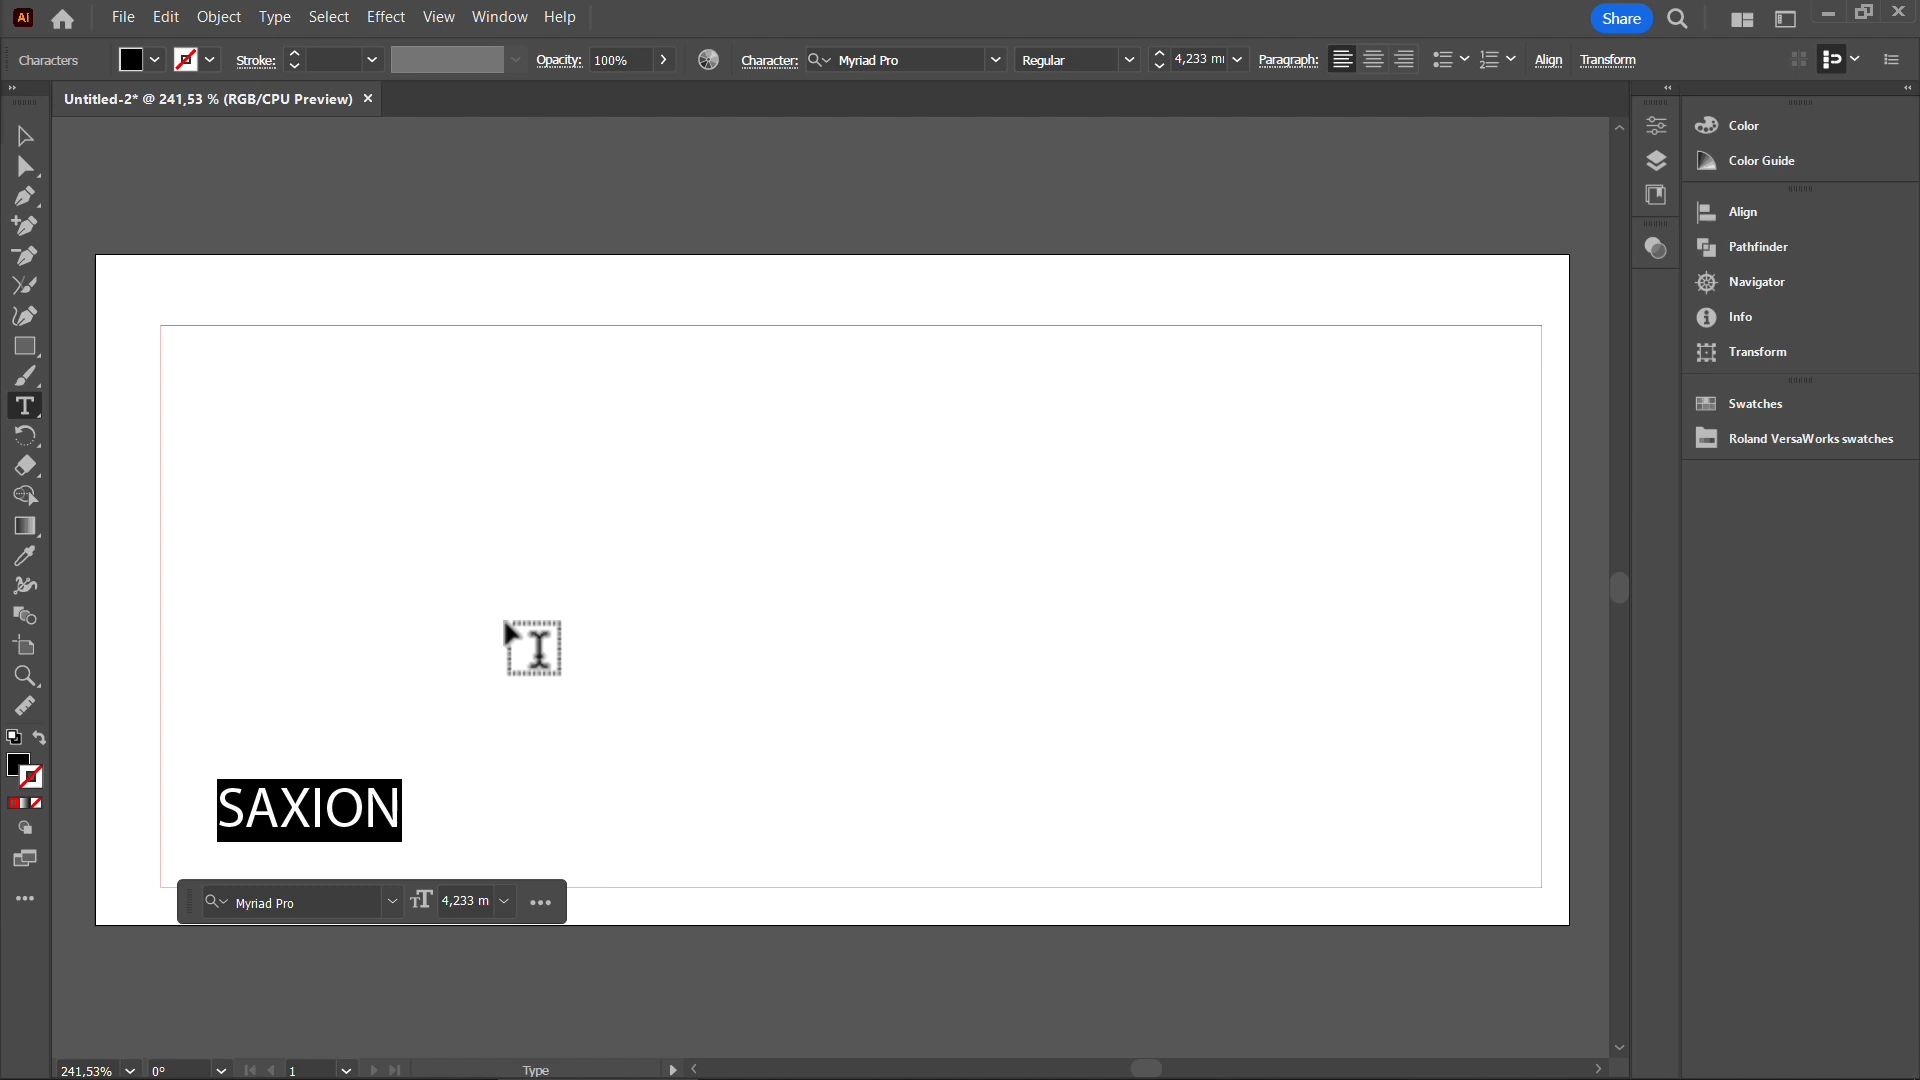 Ai File Edit Object Type Select Effect View Window Help Share
Characters Stroke: Opacity: 100% Character: Myriad Pro Regular 4,233 m Paragraph: Align Transform
Untitled-2* @ 241,53 % (RGB/CPU Preview)
Color
Color Guide
Align
Pathfinder
Navigator
Info
Transform
Swatches
Roland VersaWorks swatches
SAXION
Myriad Pro 4,233 m
241,53% 0° 1 Type